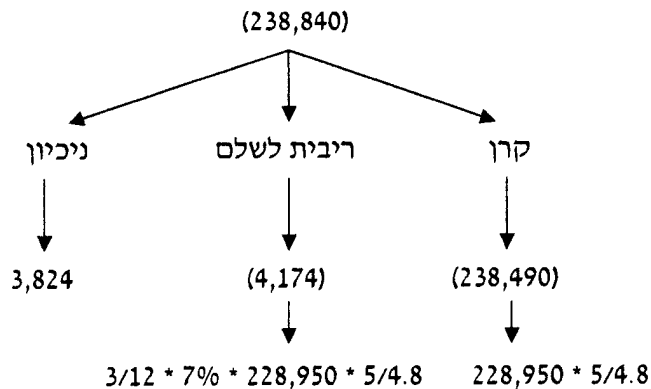 (238,840)
קרן ריבית לשלם ניכיון
(238,490) (4,174) 3,824
228,950 * 5/4.8 3/12 * 7% * 228,950 * 5/4.8